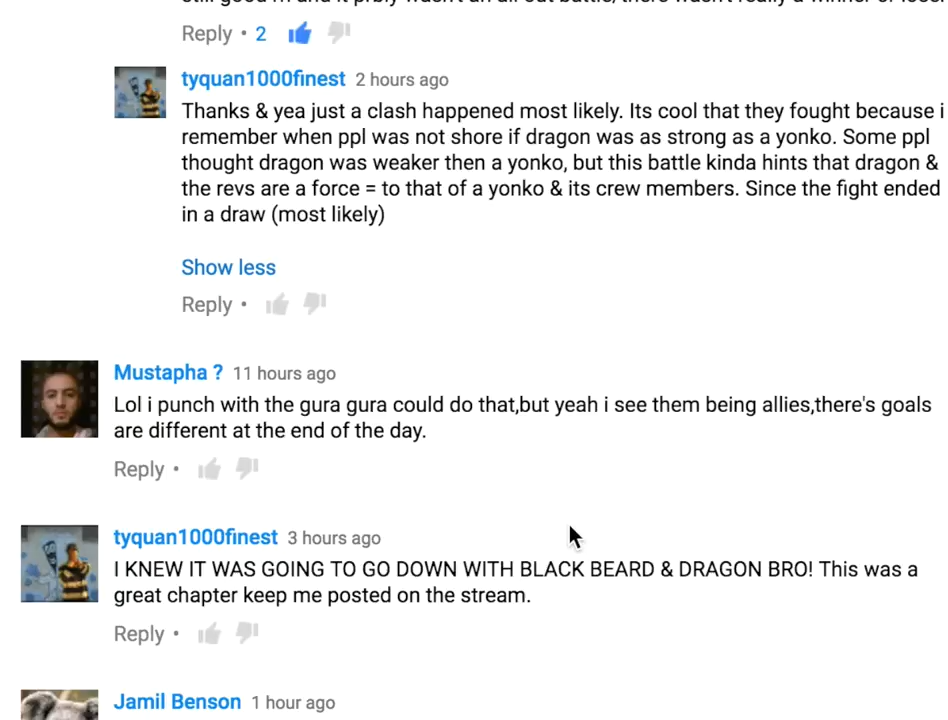 Reply • 2
tyquan1000finest 2 hours ago
Thanks & yea just a clash happened most likely. Its cool that they fought because i
remember when ppl was not shore if dragon was as strong as a yonko. Some ppl
thought dragon was weaker then a yonko, but this battle kinda hints that dragon &
the revs are a force = to that of a yonko & its crew members. Since the fight ended
in a draw (most likely)
Show less
Reply •
Mustapha ? 11 hours ago
Lol i punch with the gura gura could do that,but yeah i see them being allies,there's goals
are different at the end of the day.
Reply •
tyquan1000finest 3 hours ago
I KNEW IT WAS GOING TO GO DOWN WITH BLACK BEARD & DRAGON BRO! This was a
great chapter keep me posted on the stream.
Reply •
Jamil Benson 1 hour ago